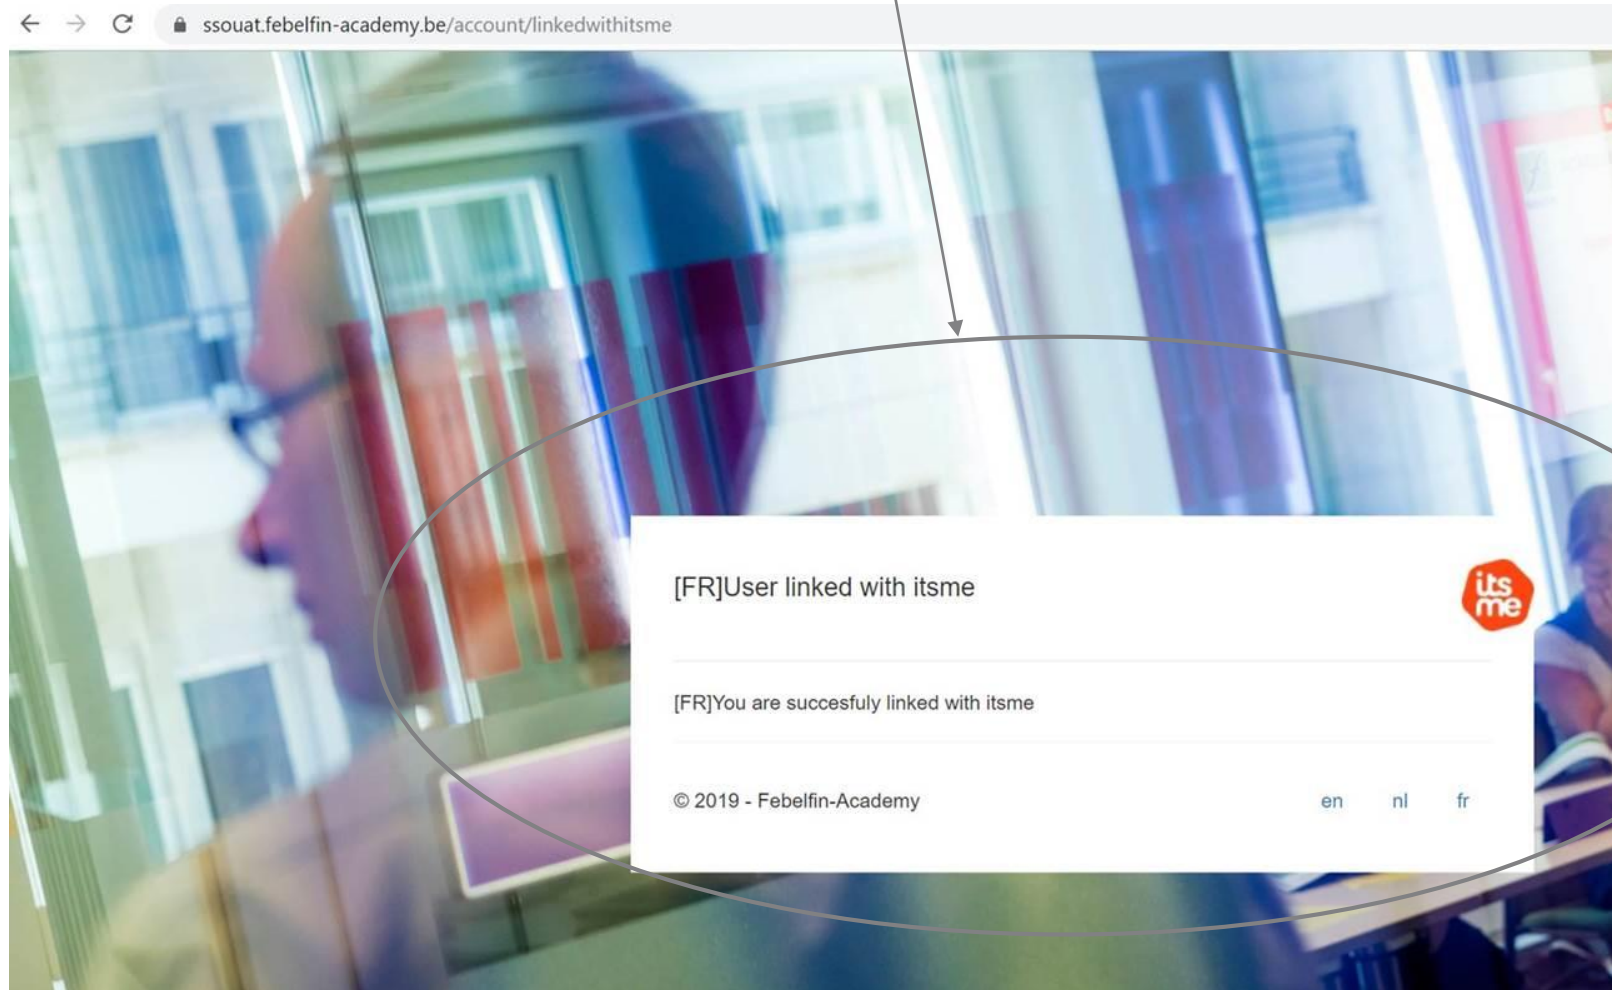 ssouat.febelfin-academy.be/account/linkedwithitsme
[FR]User linked with itsme
its
me
[FR]You are succesfuly linked with itsme
© 2019 - Febelfin-Academy
en nl fr